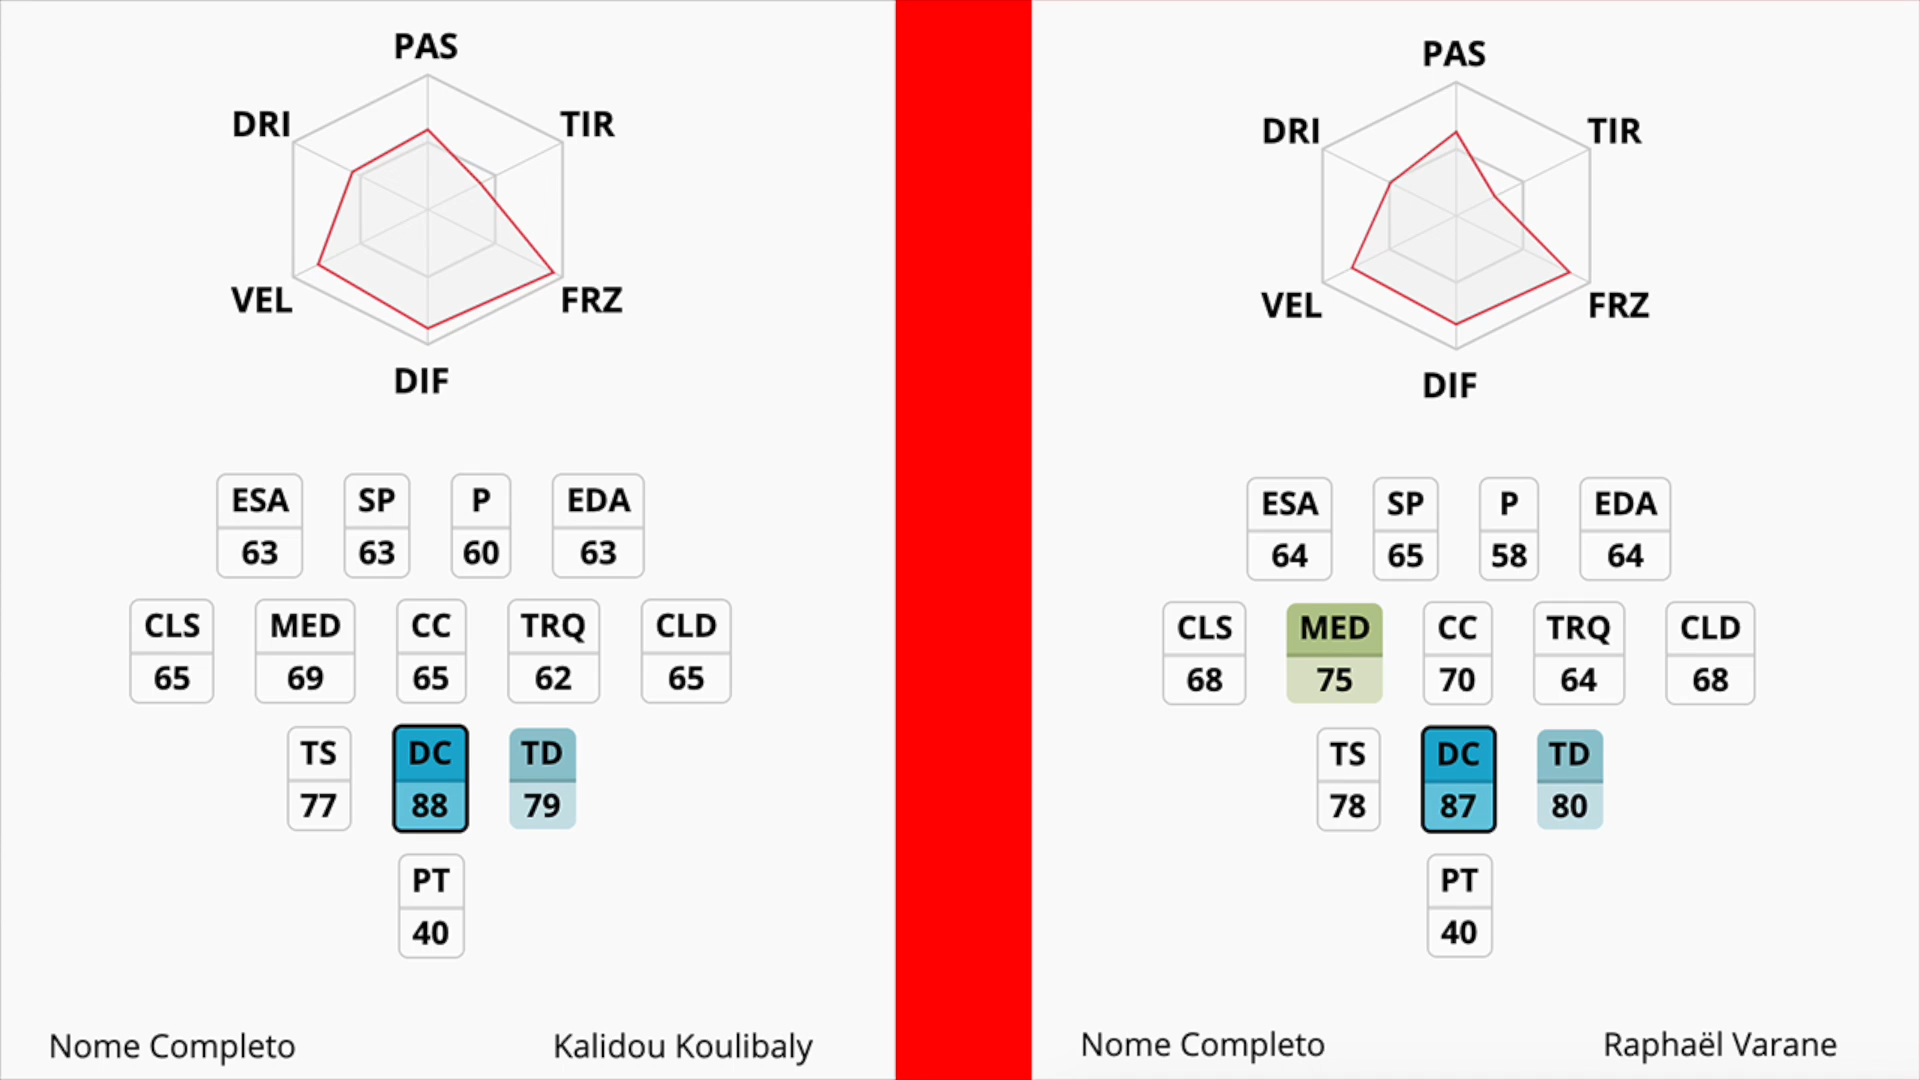 PAS
DRI TIR
VEL FRZ
DIF
ESA SP P EDA
63 63 60 63
CLS MED CC TRQ CLD
65 69 65 62 65
TS DC TD
77 88 79
PT
40
Nome Completo Kalidou Koulibaly
PAS
DRI TIR
VEL FRZ
DIF
ESA SP P EDA
64 65 58 64
CLS MED CC TRQ CLD
68 75 70 64 68
TS DC TD
78 87 80
PT
40
Nome Completo Raphaël Varane